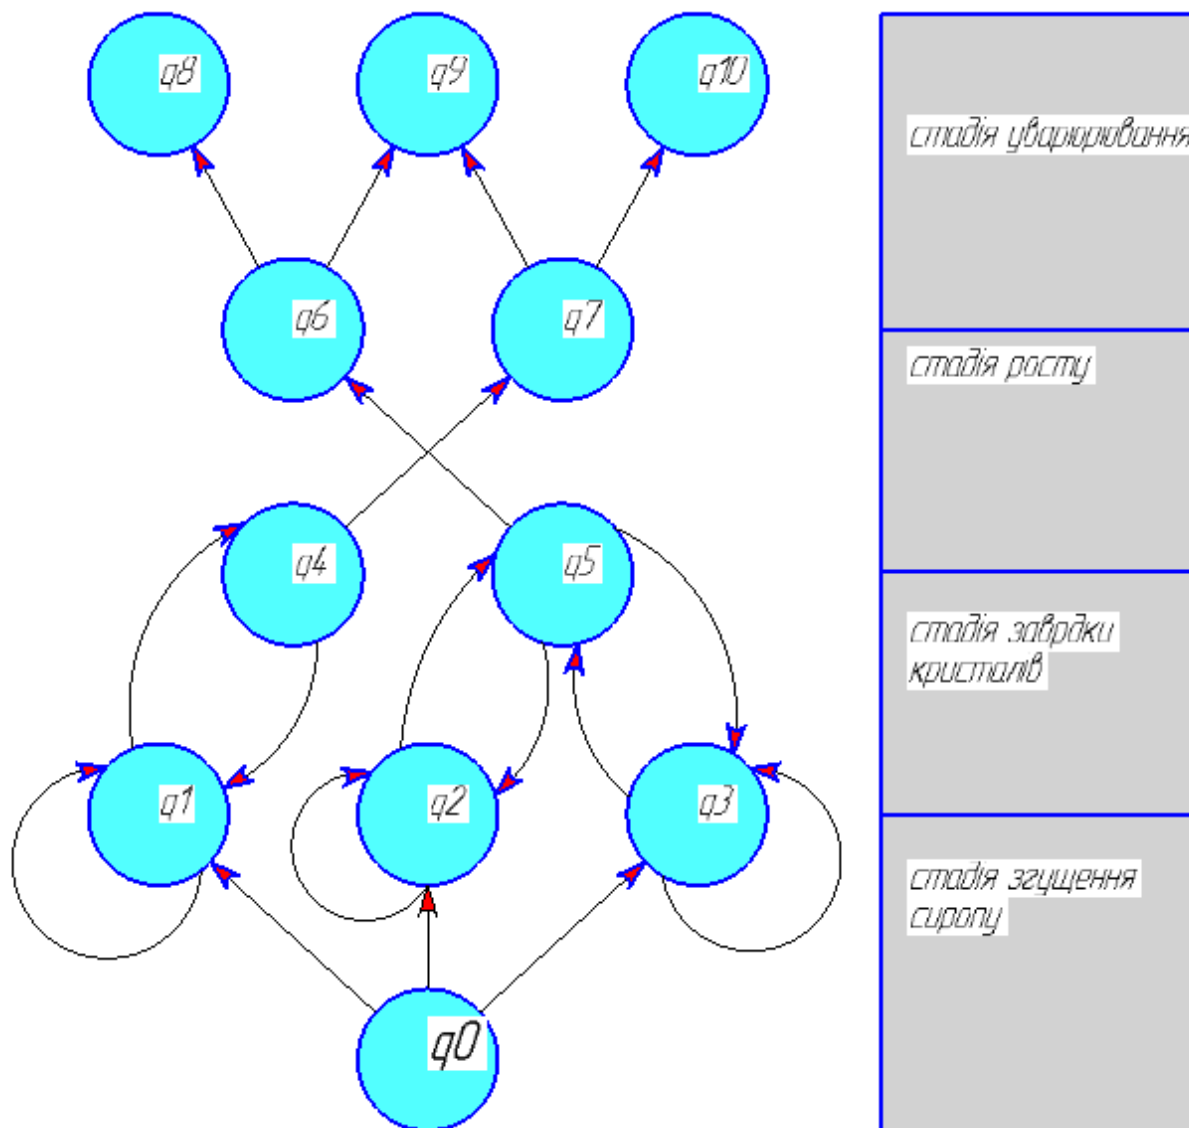 q8
q9
q10
стадія уваріюрівання
q6
q7
стадія росту
q4
q5
стадія заврдки
кристалів
q1
q2
q3
стадія згущення
сиропу
q0